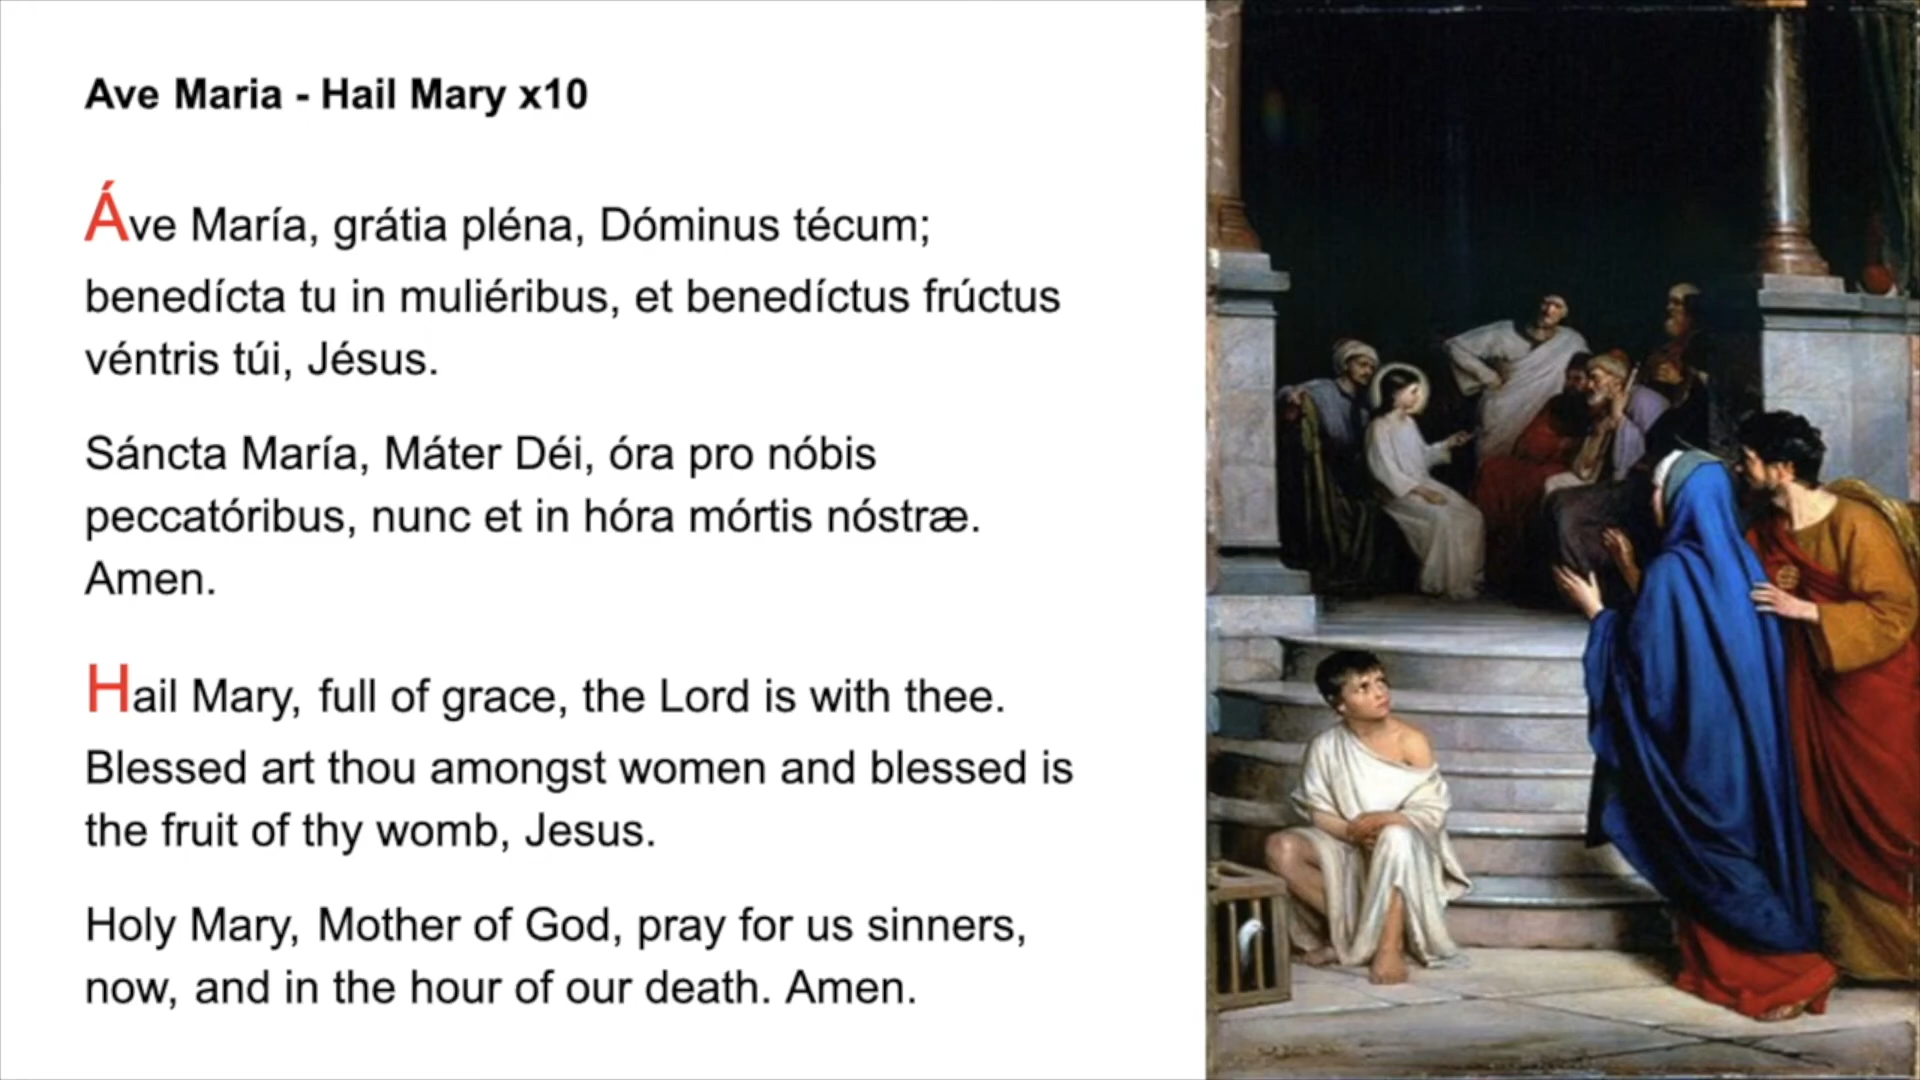 Ave Maria - Hail Mary x10
Áve María, grátia pléna, Dóminus técum;
benedícta tu in muliéribus, et benedíctus frúctus
véntris túi, Jésus.
Sáncta María, Máter Déi, óra pro nóbis
peccatóribus, nunc et in hóra mórtis nóstræ.
Amen.
Hail Mary, full of grace, the Lord is with thee.
Blessed art thou amongst women and blessed is
the fruit of thy womb, Jesus.
Holy Mary, Mother of God, pray for us sinners,
now, and in the hour of our death. Amen.